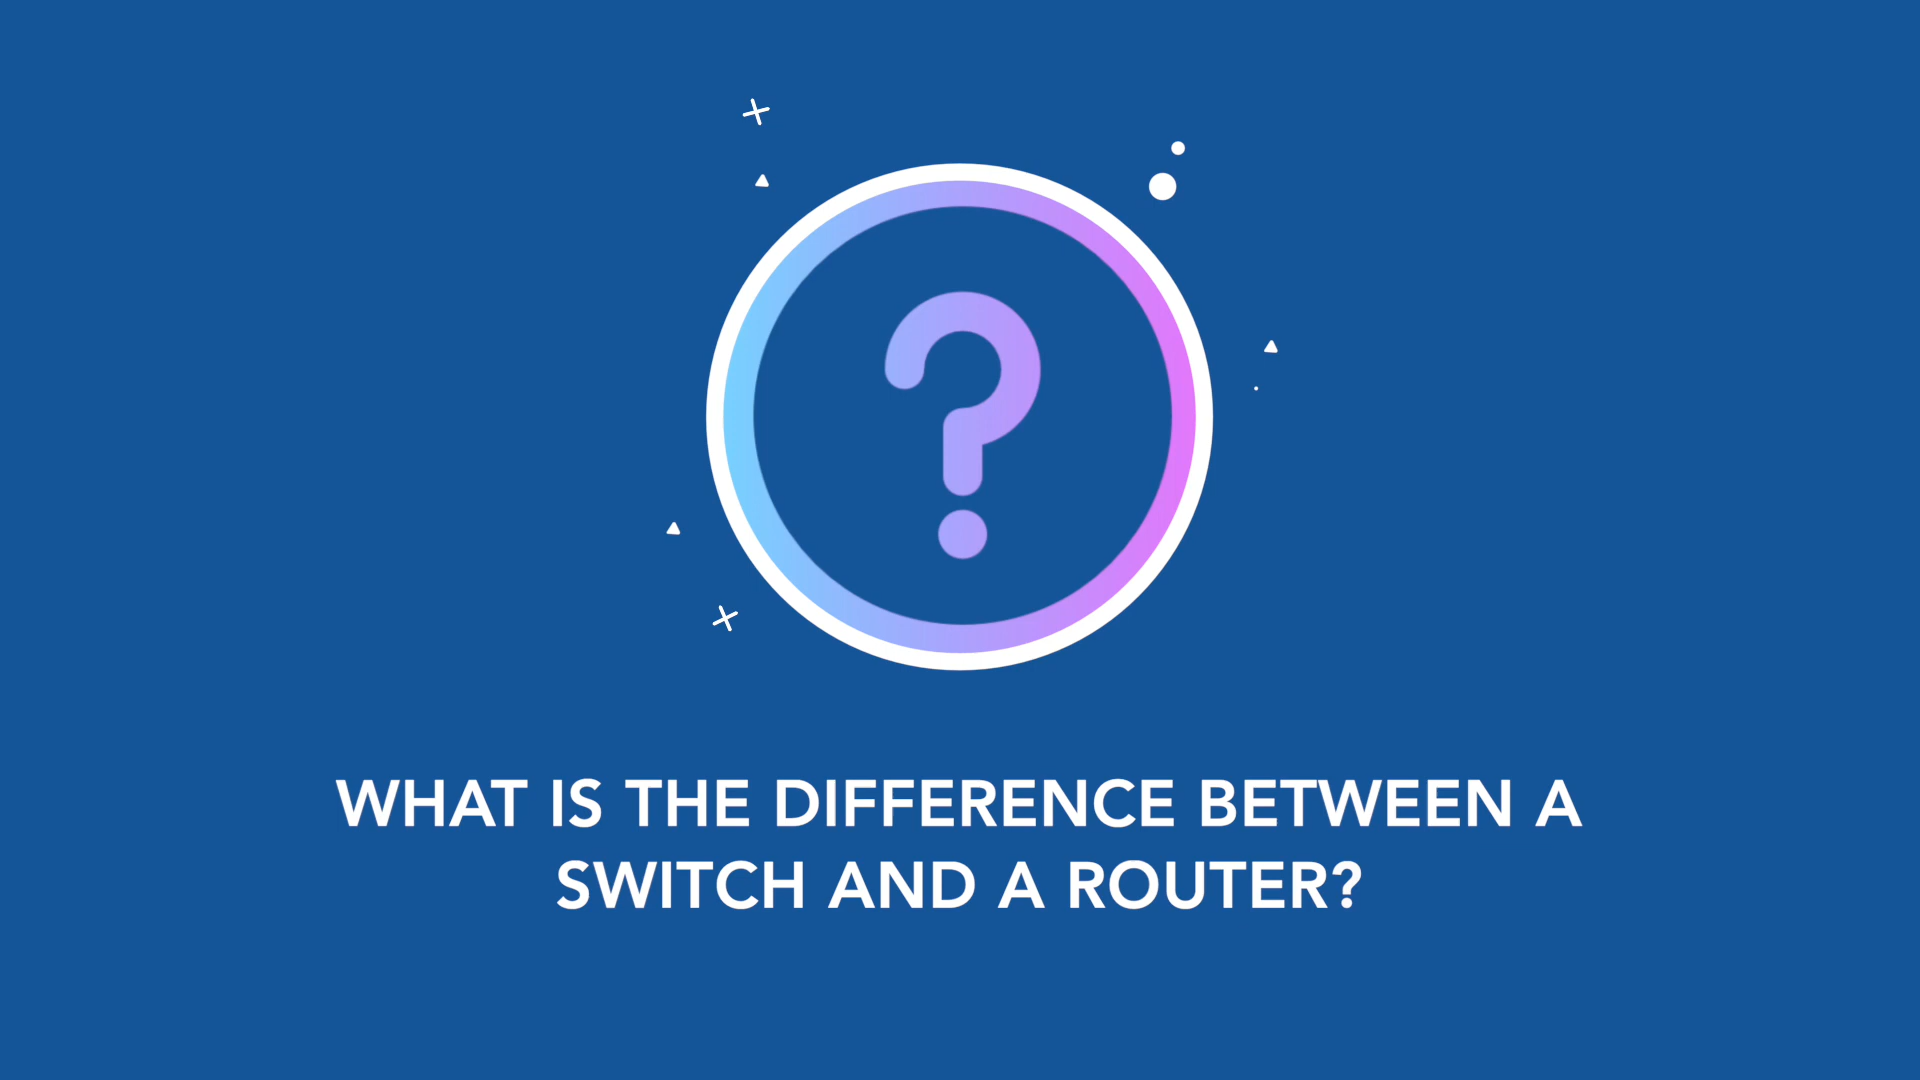 WHAT IS THE DIFFERENCE BETWEEN A
SWITCH AND A ROUTER?